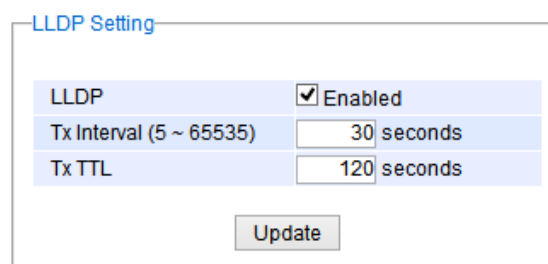 LLDP Setting
LLDP Enabled
Tx Interval (5 ~ 65535) 30 seconds
Tx TTL 120 seconds
Update